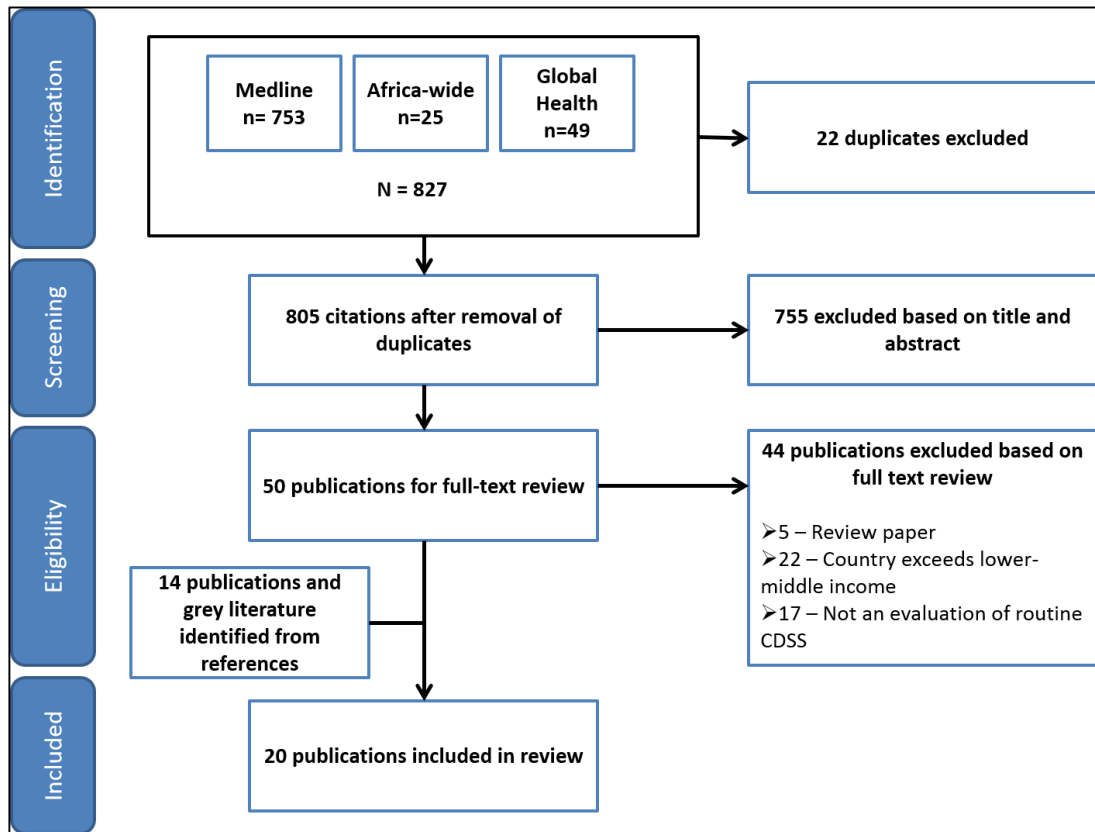 Identification
Medline
n= 753
Africa-wide
n=25
Global
Health
n=49
N = 827
22 duplicates excluded
Screening
805 citations after removal of
duplicates
755 excluded based on title and
abstract
Eligibility
50 publications for full-text review
44 publications excluded based on
full text review
➢5 – Review paper
➢22 – Country exceeds lower-
middle income
➢17 – Not an evaluation of routine
CDSS
14 publications and
grey literature
identified from
references
Included
20 publications included in review